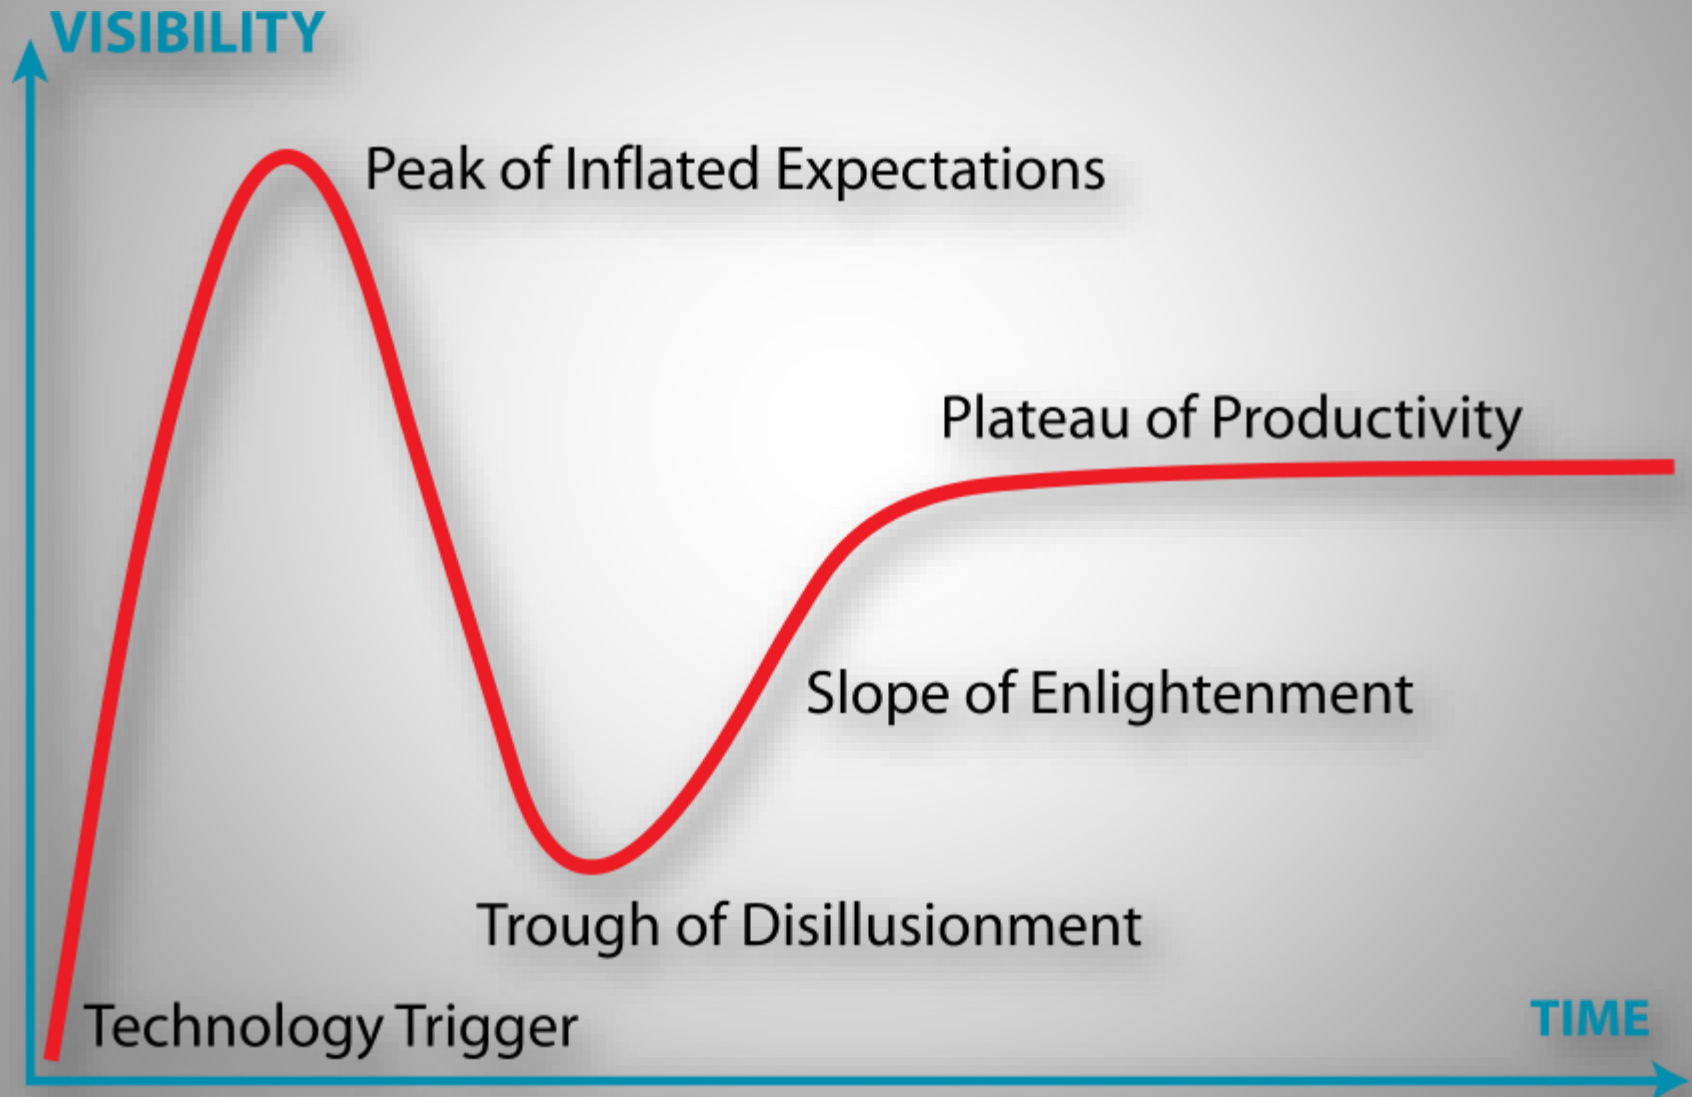 VISIBILITY
Peak of Inflated Expectations
Plateau of Productivity
Slope of Enlightenment
Trough of Disillusionment
Technology Trigger
TIME